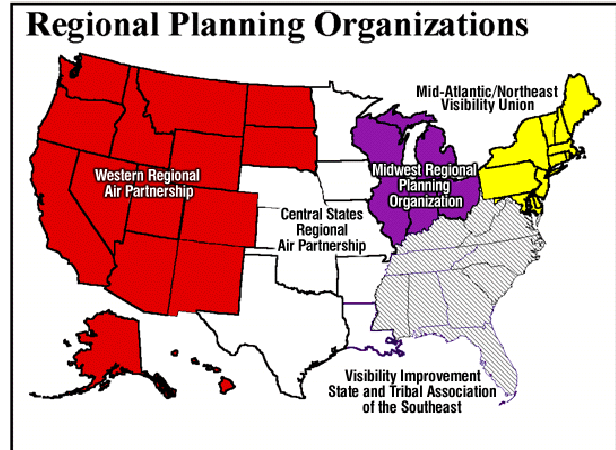 Regional Planning Organizations
Mid-Atlantic/Northeast
Visibility Union
Western Regional
Air Partnership
Midwest Regional
Planning
Organization
Central States
Regional
Air Partnership
Visibility Improvement
State and Tribal Association
of the Southeast